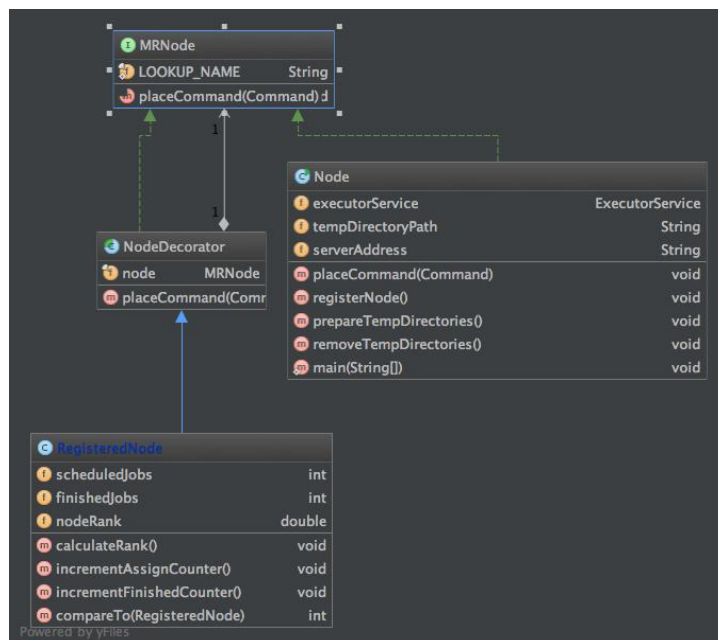 MRNode
LOOKUP_NAME String
placeCommand(Command)
1
1
Node
executorService ExecutorService
tempDirectoryPath String
serverAddress String
placeCommand(Command) void
registerNode() void
prepareTempDirectories() void
removeTempDirectories() void
main(String[]) void
NodeDecorator
node MRNode
placeCommand(Com
RegisteredNode
scheduledJobs int
finishedJobs int
nodeRank double
calculateRank() void
incrementAssignCounter() void
incrementFinishedCounter() void
compareTo(RegisteredNode) int
Powered by yFiles